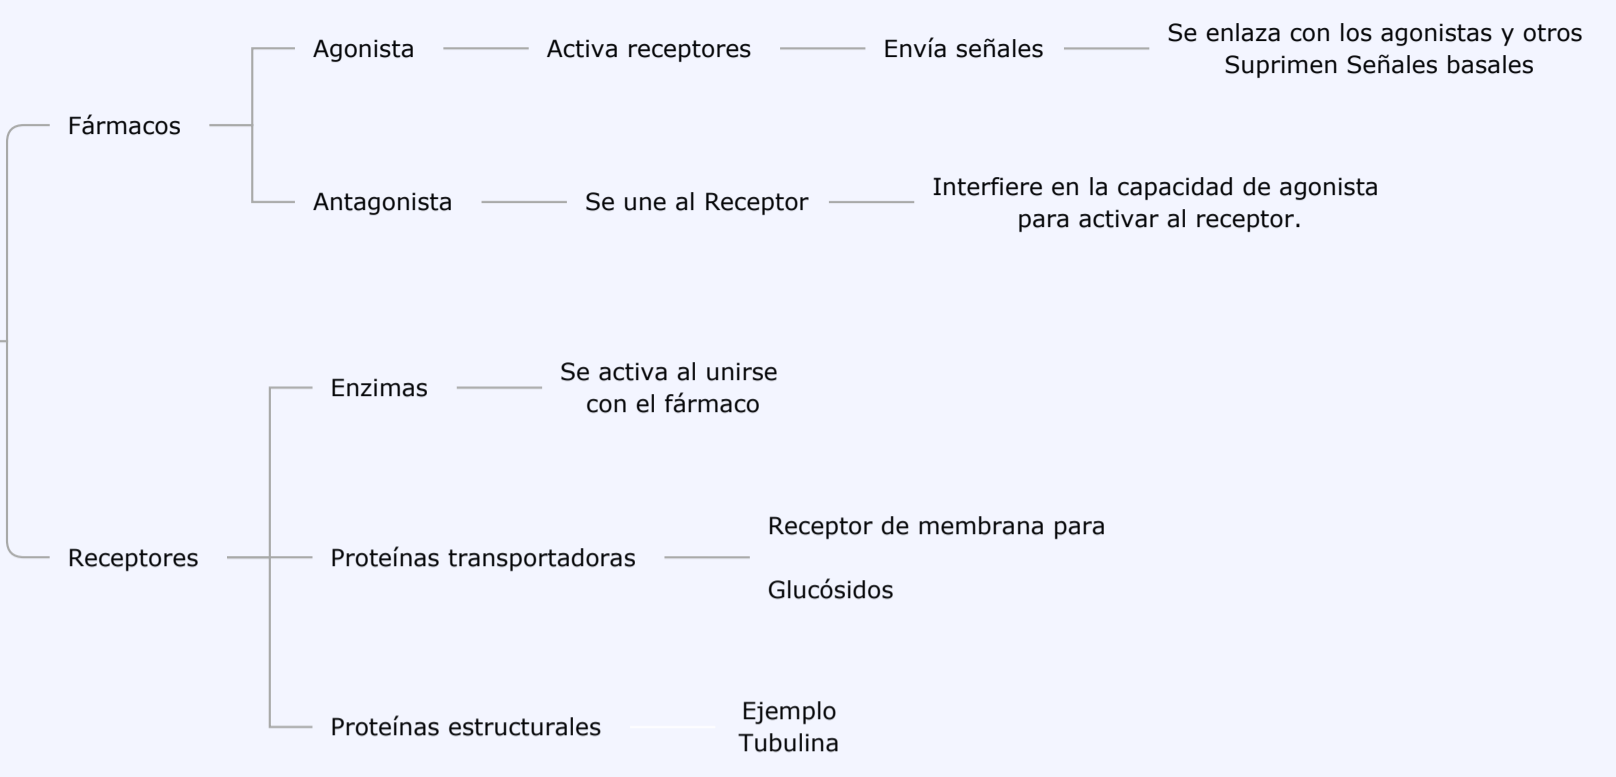 Fármacos
Agonista
Activa receptores
Envía señales
Se enlaza con los agonistas y otros
Suprimen Señales basales
Antagonista
Se une al Receptor
Interfiere en la capacidad de agonista
para activar al receptor.
Receptores
Enzimas
Se activa al unirse
con el fármaco
Proteínas transportadoras
Receptor de membrana para
Glucósidos
Proteínas estructurales
Ejemplo
Tubulina